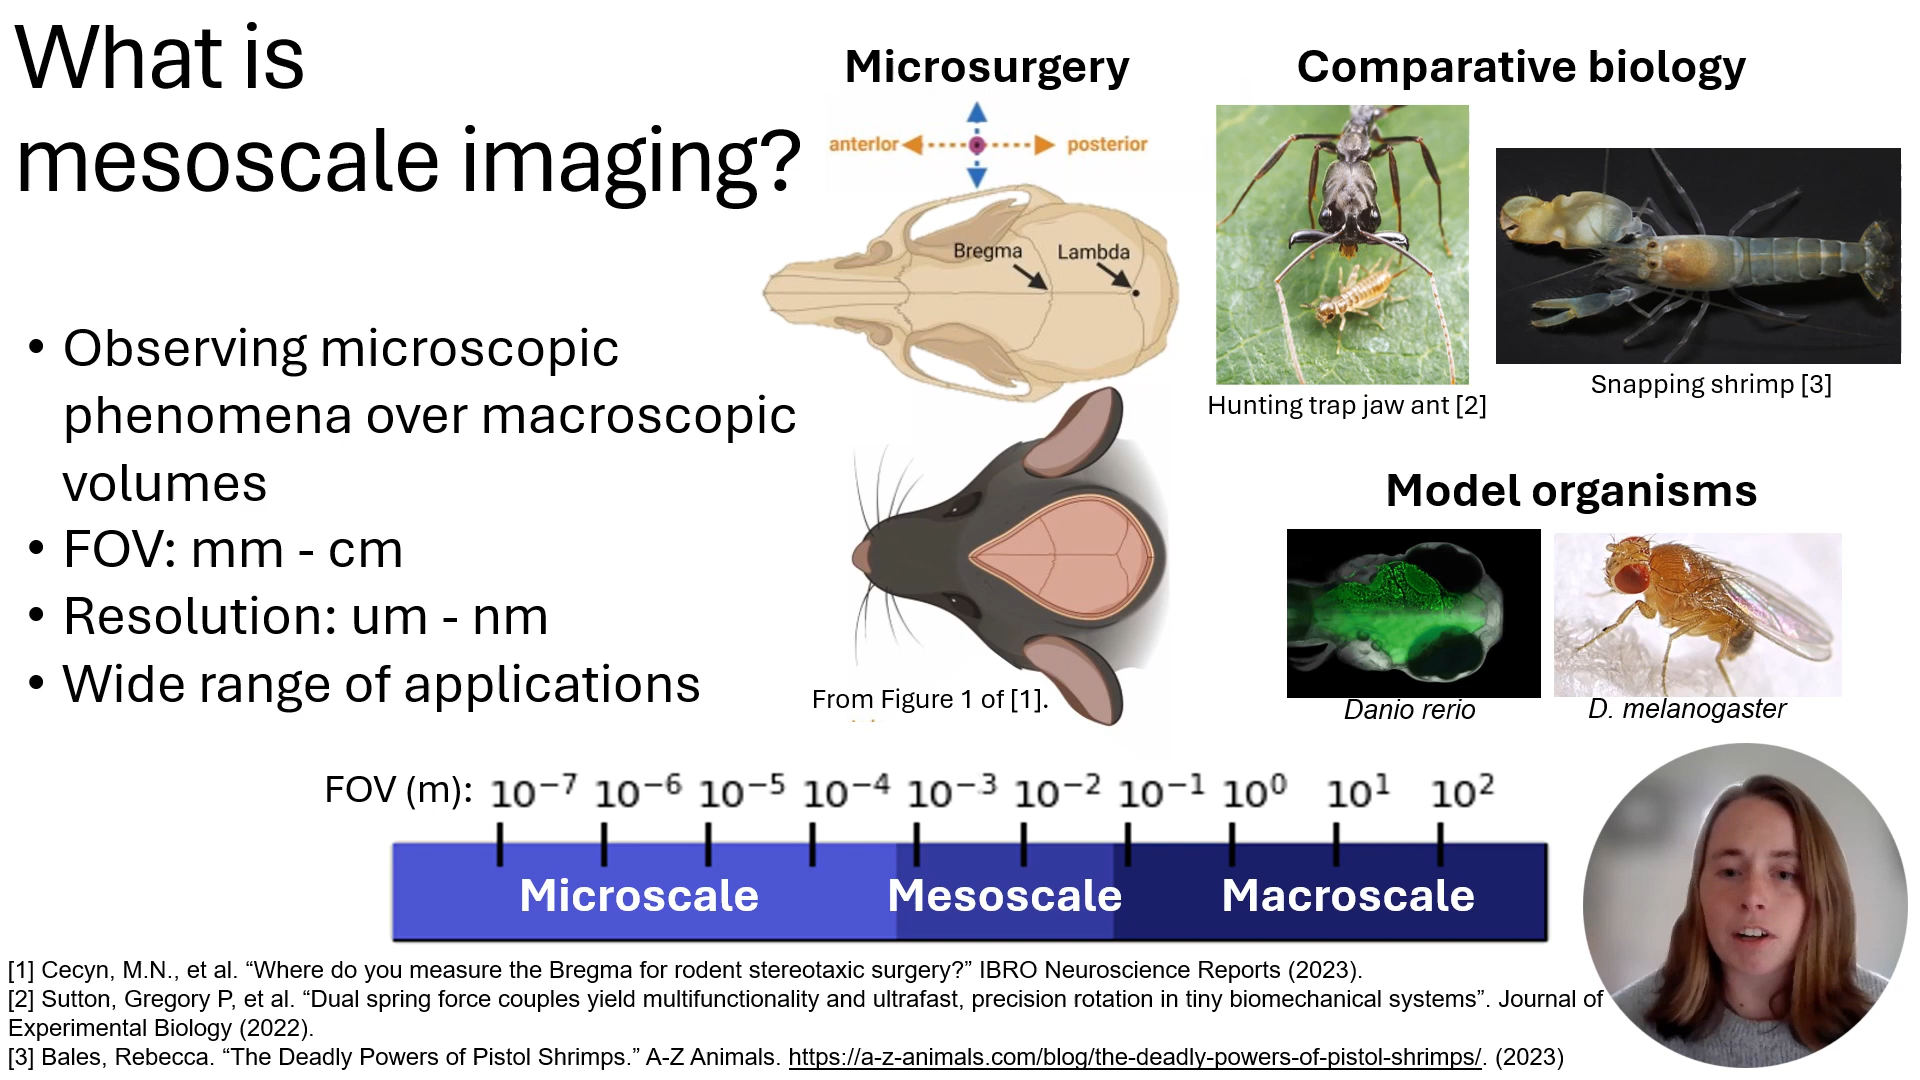 What is
mesoscale imaging?
• Observing microscopic
phenomena over macroscopic
volumes
• FOV: mm - cm
• Resolution: um - nm
• Wide range of applications
Microsurgery
anterlor
posterior
Bregma
Lambda
From Figure 1 of [1].
Comparative biology
Hunting trap jaw ant [2]
Snapping shrimp [3]
Model organisms
Danio rerio
D. melanogaster
FOV (m): 10⁻⁷ 10⁻⁶ 10⁻⁵ 10⁻⁴ 10⁻³ 10⁻² 10⁻¹ 10⁰ 10¹ 10²
Microscale Mesoscale Macroscale
[1] Cecyn, M.N., et al. “Where do you measure the Bregma for rodent stereotaxic surgery?” IBRO Neuroscience Reports (2023).
[2] Sutton, Gregory P, et al. “Dual spring force couples yield multifunctionality and ultrafast, precision rotation in tiny biomechanical systems”. Journal of
Experimental Biology (2022).
[3] Bales, Rebecca. “The Deadly Powers of Pistol Shrimps.” A-Z Animals. https://a-z-animals.com/blog/the-deadly-powers-of-pistol-shrimps/. (2023)